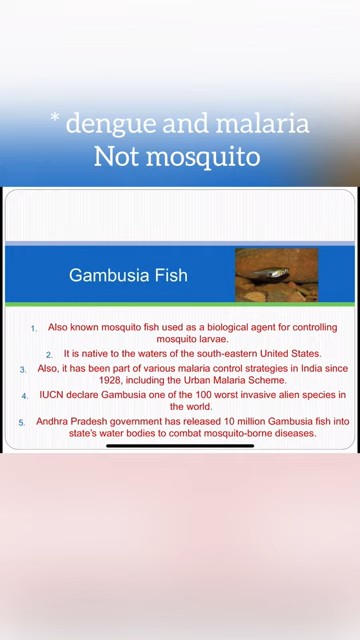 * dengue and malaria
Not mosquito
Gambusia Fish
1. Also known mosquito fish used as a biological agent for controlling
mosquito larvae.
2. It is native to the waters of the south-eastern United States.
3. Also, it has been part of various malaria control strategies in India since
1928, including the Urban Malaria Scheme.
4. IUCN declare Gambusia one of the 100 worst invasive alien species in
the world.
5. Andhra Pradesh government has released 10 million Gambusia fish into
state's water bodies to combat mosquito-borne diseases.